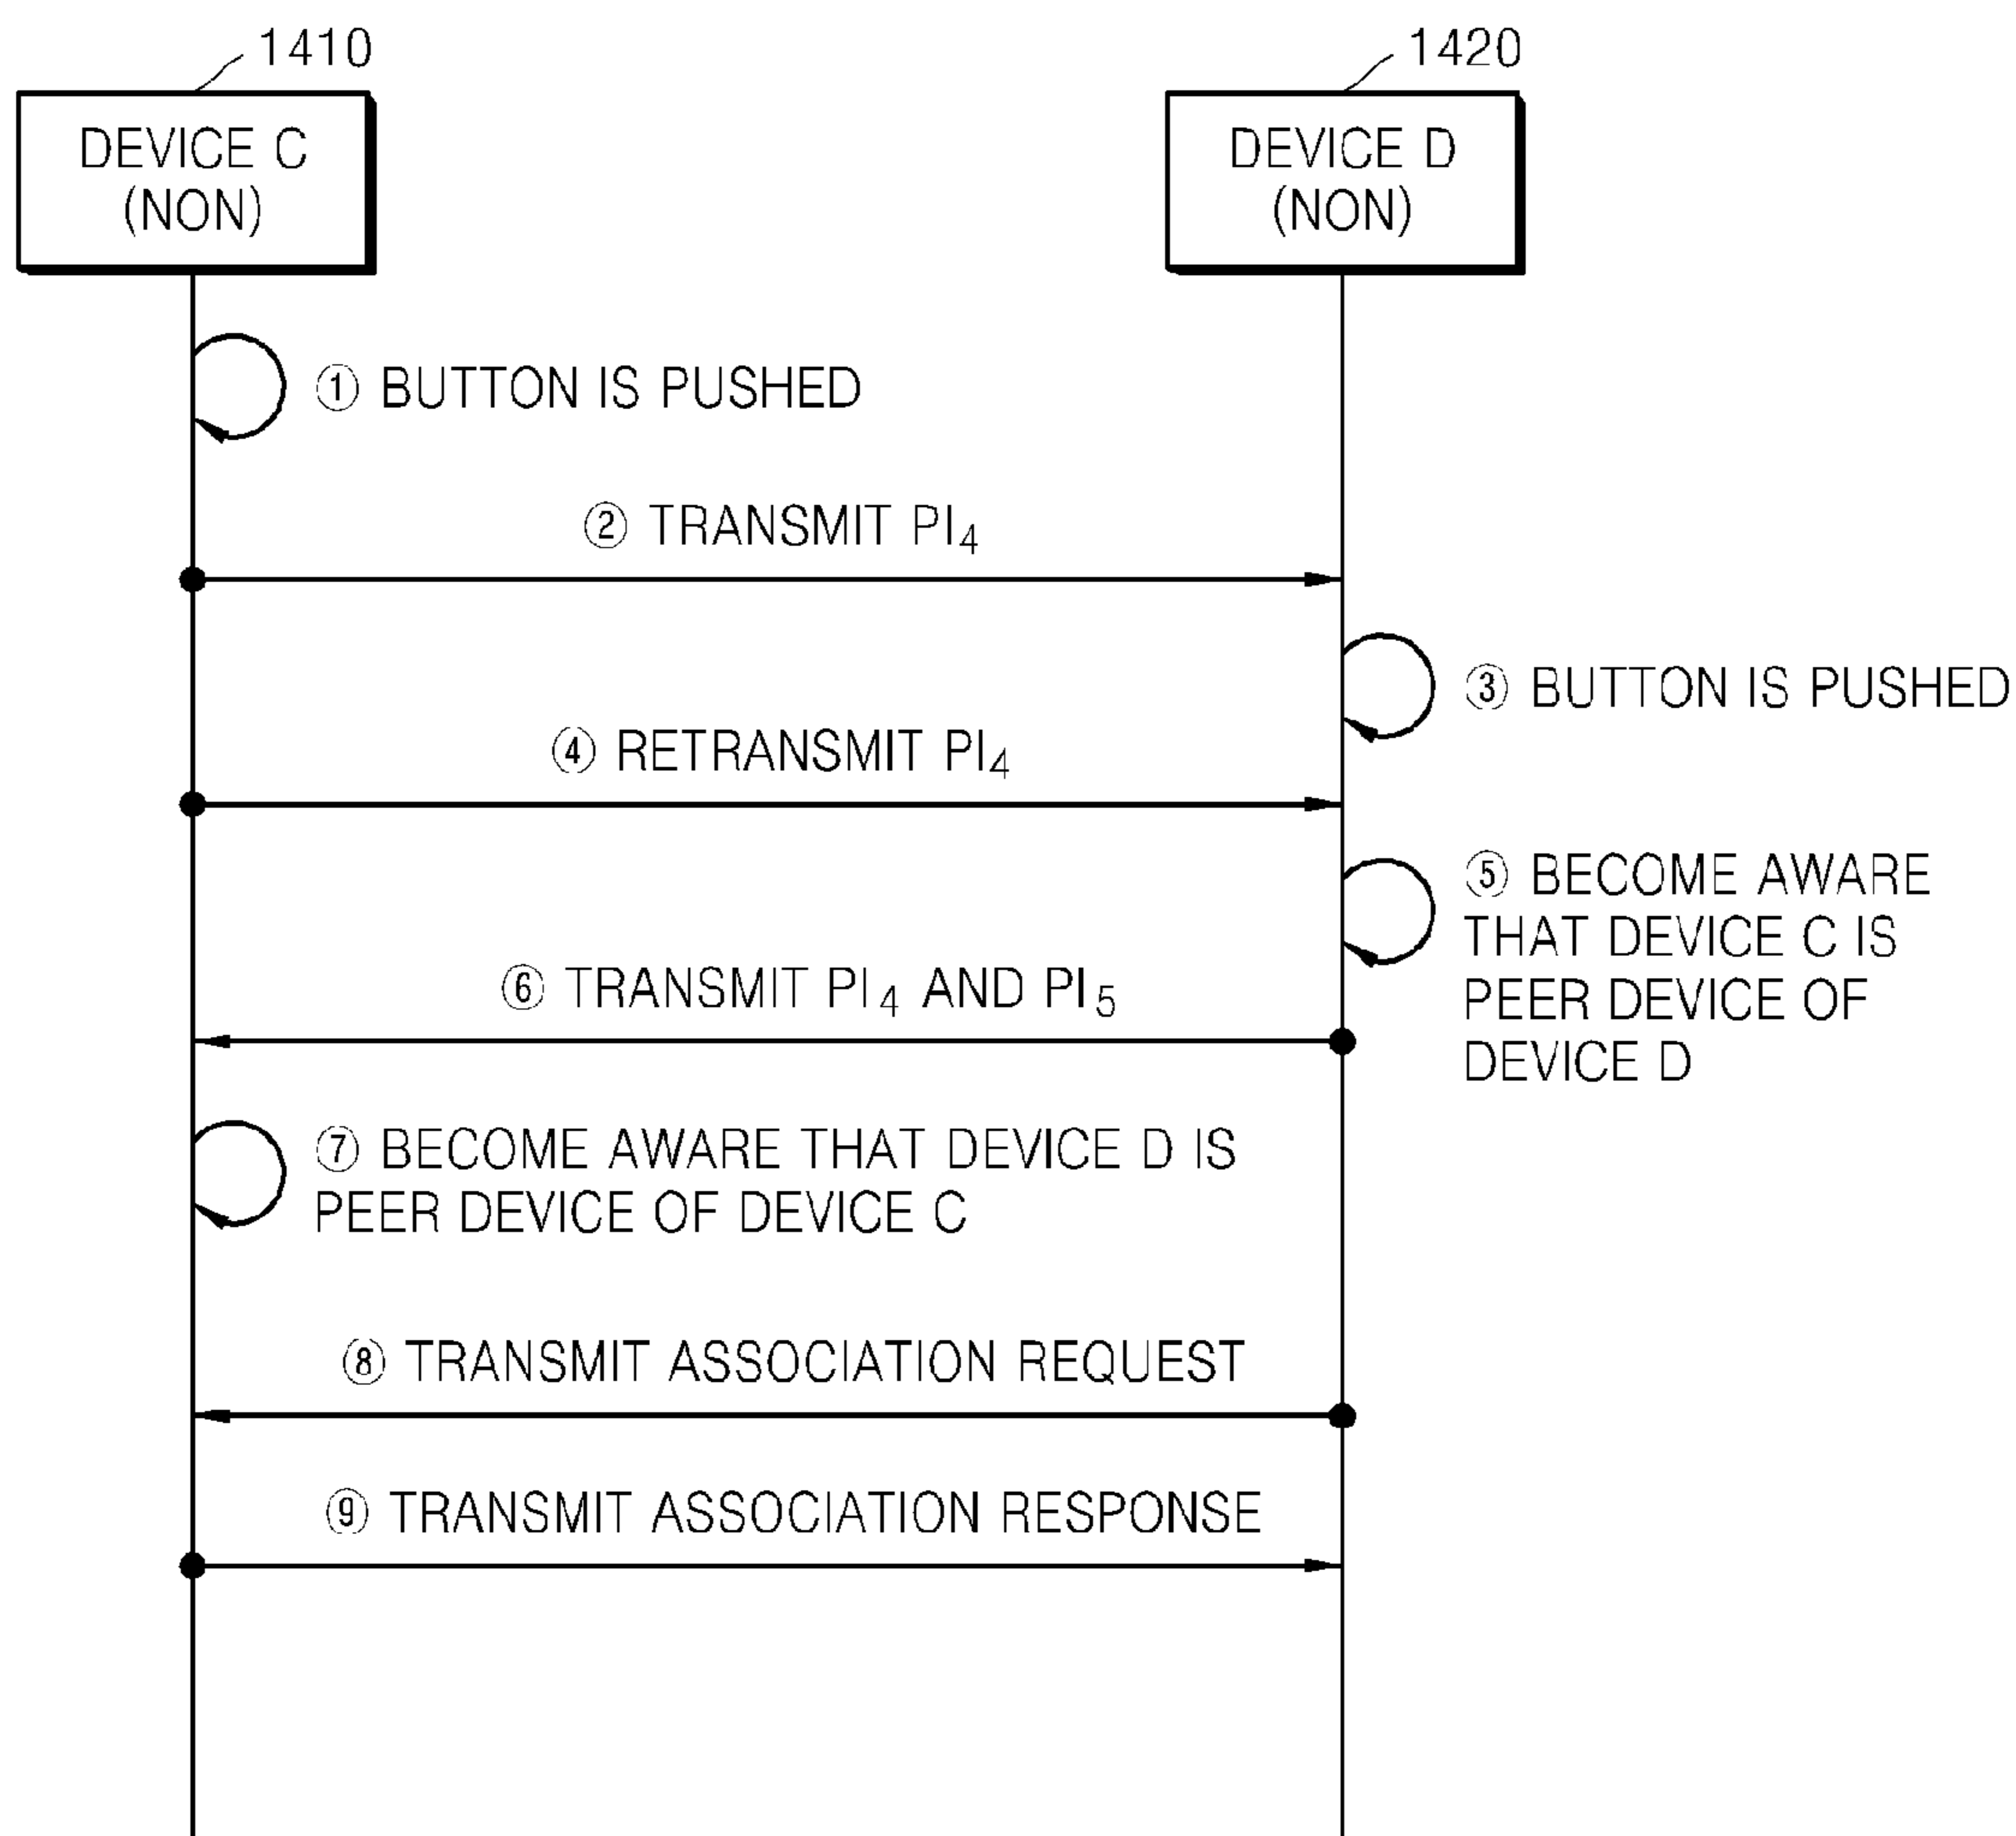 1410
1420
DEVICE C
(NON)
DEVICE D
(NON)
① BUTTON IS PUSHED
② TRANSMIT PI₄
③ BUTTON IS PUSHED
④ RETRANSMIT PI₄
⑤ BECOME AWARE
THAT DEVICE C IS
PEER DEVICE OF
DEVICE D
⑥ TRANSMIT PI₄ AND PI₅
⑦ BECOME AWARE THAT DEVICE D IS
PEER DEVICE OF DEVICE C
⑧ TRANSMIT ASSOCIATION REQUEST
⑨ TRANSMIT ASSOCIATION RESPONSE